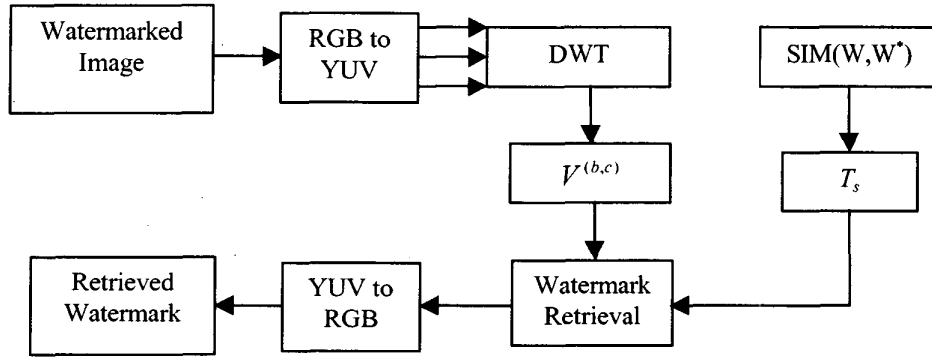 Watermarked
Image
RGB to
YUV
DWT
SIM(W,W*)
V(b,c)
Ts
Retrieved
Watermark
YUV to
RGB
Watermark
Retrieval